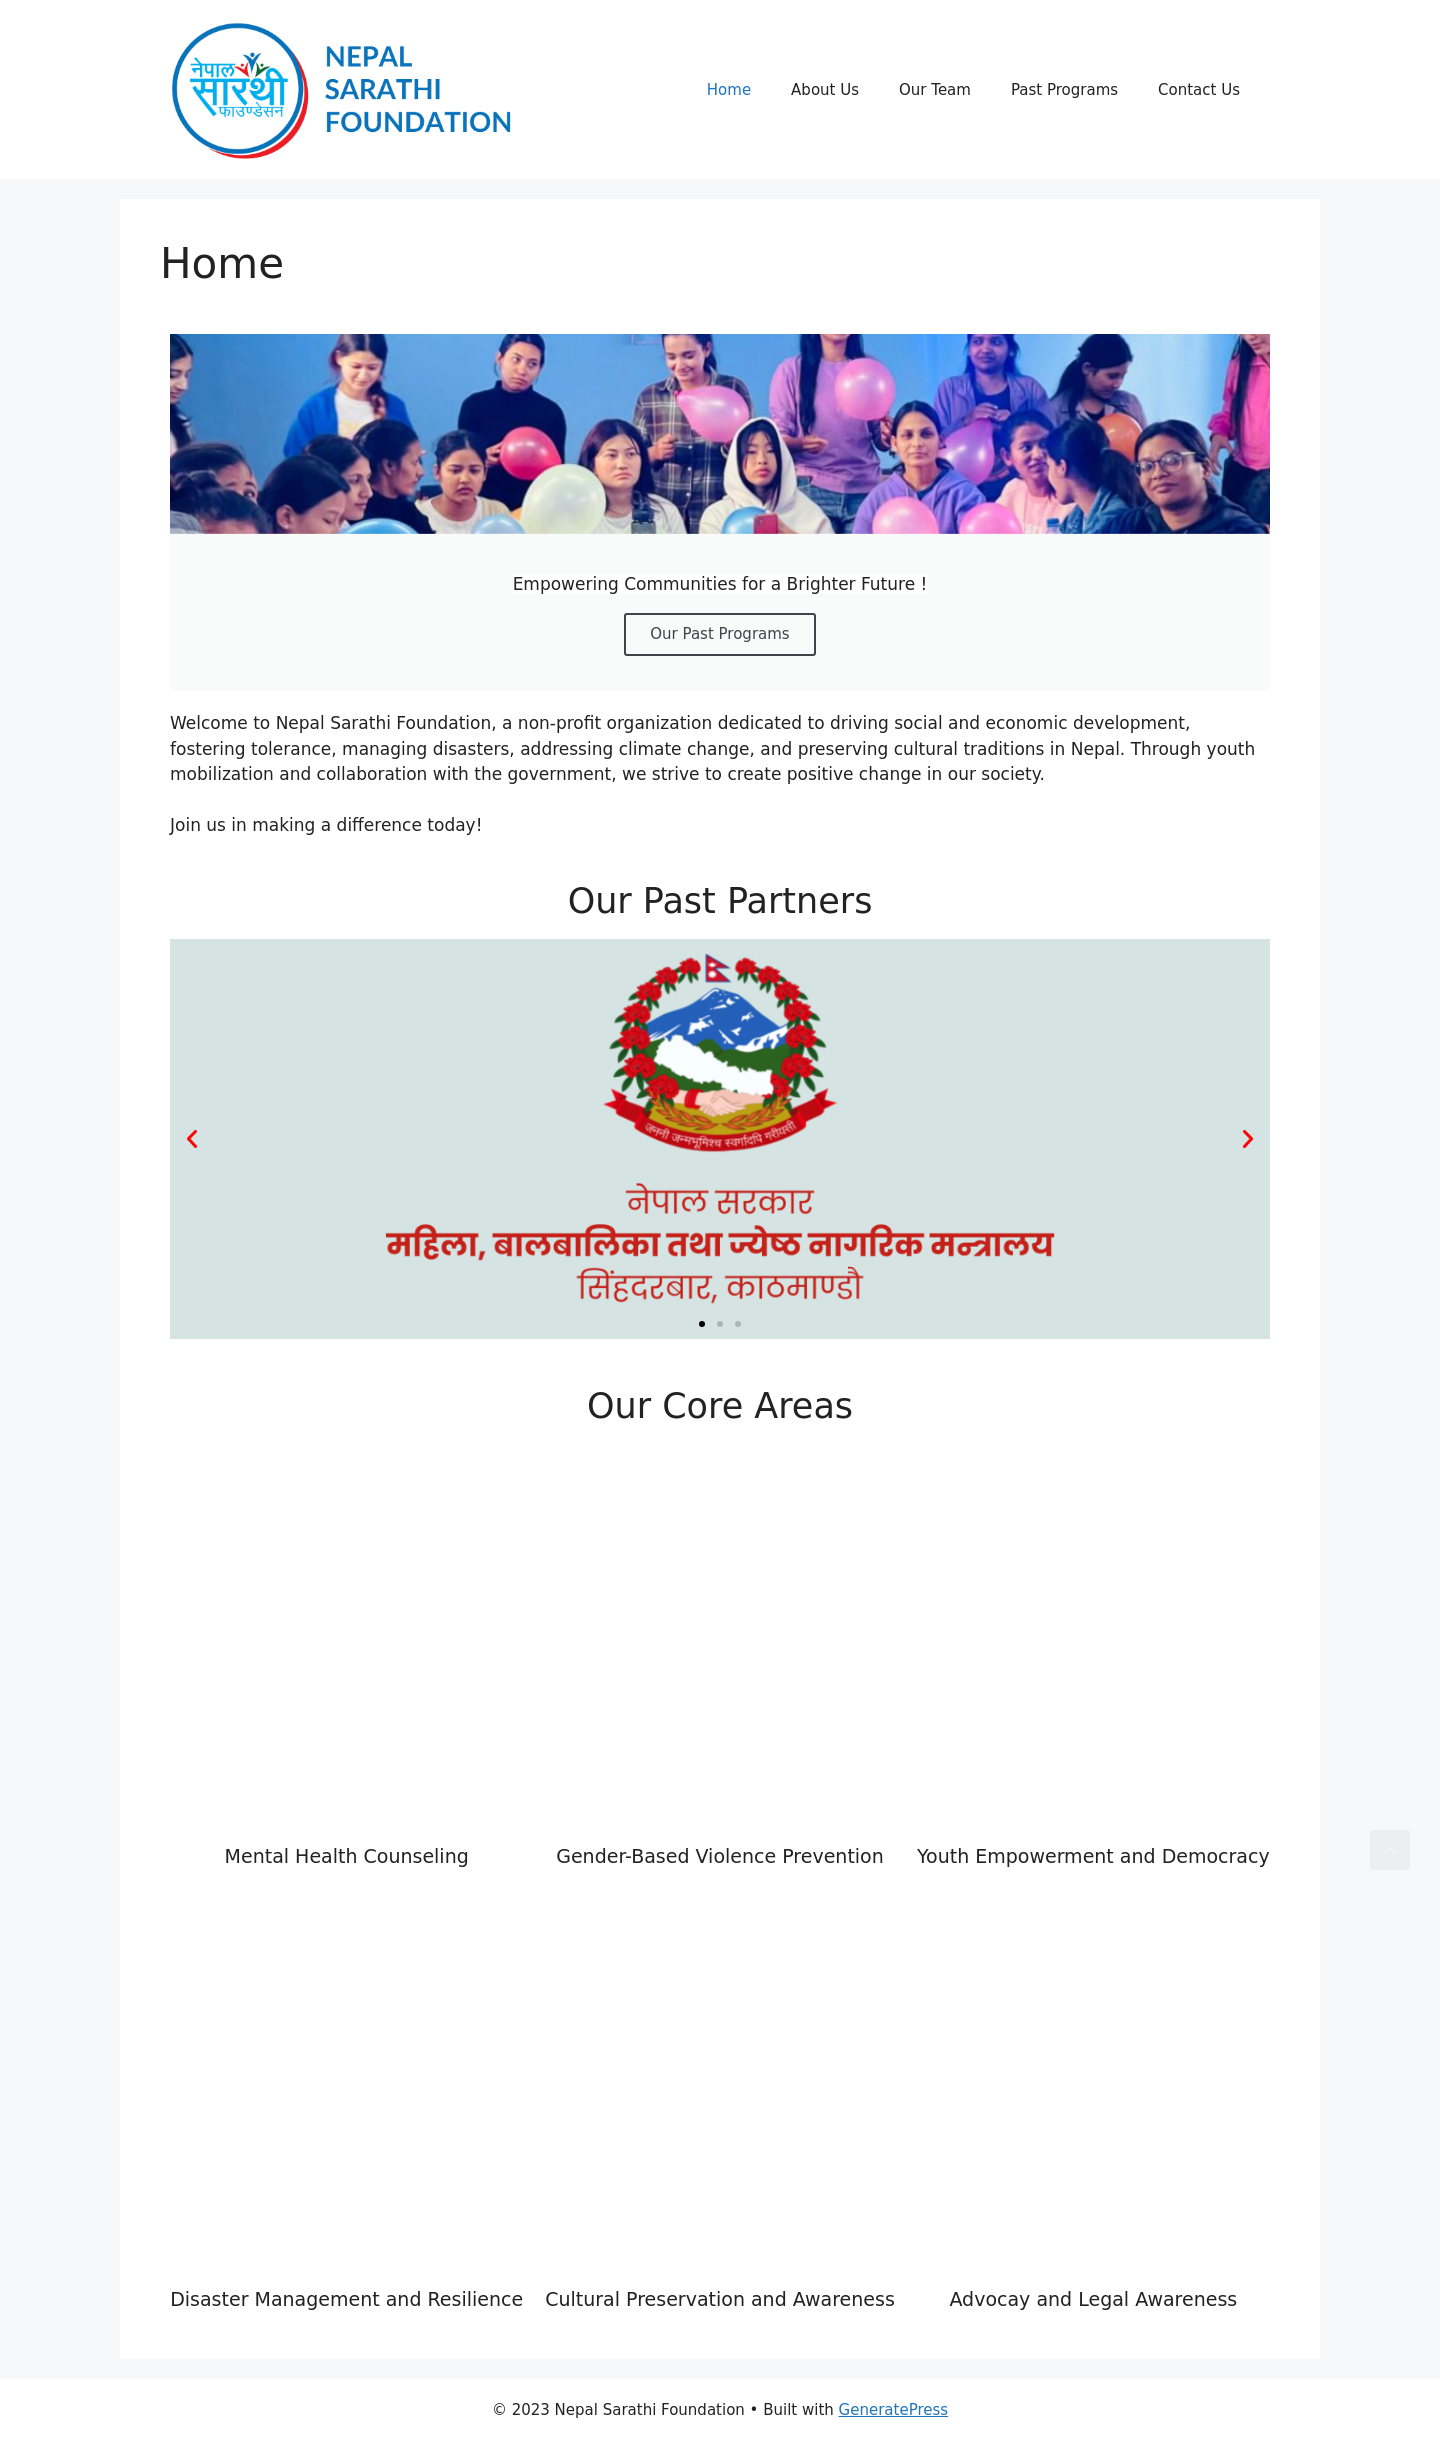 नेपाल
सारथी
फाउण्डेसन
NEPAL
SARATHI
FOUNDATION
Home
About Us
Our Team
Past Programs
Contact Us
Home
Empowering Communities for a Brighter Future !
Our Past Programs
Welcome to Nepal Sarathi Foundation, a non-profit organization dedicated to driving social and economic development,
fostering tolerance, managing disasters, addressing climate change, and preserving cultural traditions in Nepal. Through youth
mobilization and collaboration with the government, we strive to create positive change in our society.
Join us in making a difference today!
Our Past Partners
जननी जन्मभूमिश्च स्वर्गादपि गरीयसी
नेपाल सरकार
महिला, बालबालिका तथा ज्येष्ठ नागरिक मन्त्रालय
सिंहदरबार, काठमाण्डौ
Our Core Areas
Mental Health Counseling
Gender-Based Violence Prevention
Youth Empowerment and Democracy
Disaster Management and Resilience
Cultural Preservation and Awareness
Advocay and Legal Awareness
© 2023 Nepal Sarathi Foundation • Built with GeneratePress